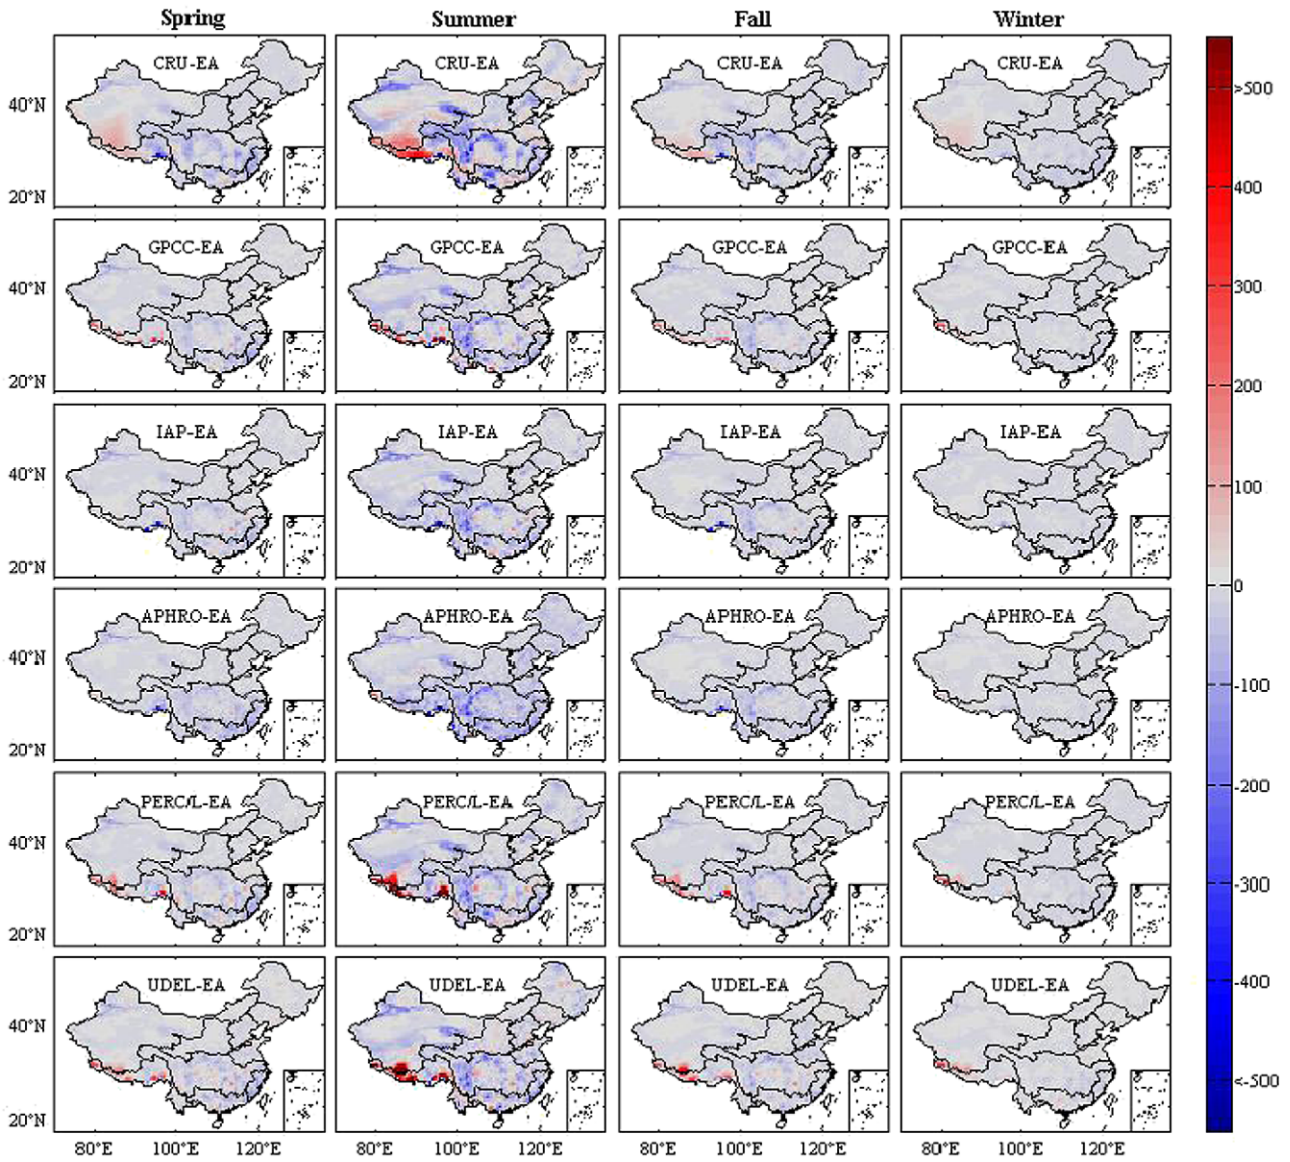 Spring Summer Fall Winter
CRU-EA CRU-EA CRU-EA CRU-EA
40°N
20°N
GPCC-EA GPCC-EA GPCC-EA GPCC-EA
40°N
20°N
IAP-EA IAP-EA IAP-EA IAP-EA
40°N
20°N
APHRO-EA APHRO-EA APHRO-EA APHRO-EA
40°N
20°N
PERC/L-EA PERC/L-EA PERC/L-EA PERC/L-EA
40°N
20°N
UDEL-EA UDEL-EA UDEL-EA UDEL-EA
40°N
20°N
80°E 100°E 120°E 80°E 100°E 120°E 80°E 100°E 120°E 80°E 100°E 120°E
>500
400
300
200
100
0
-100
-200
-300
-400
<-500